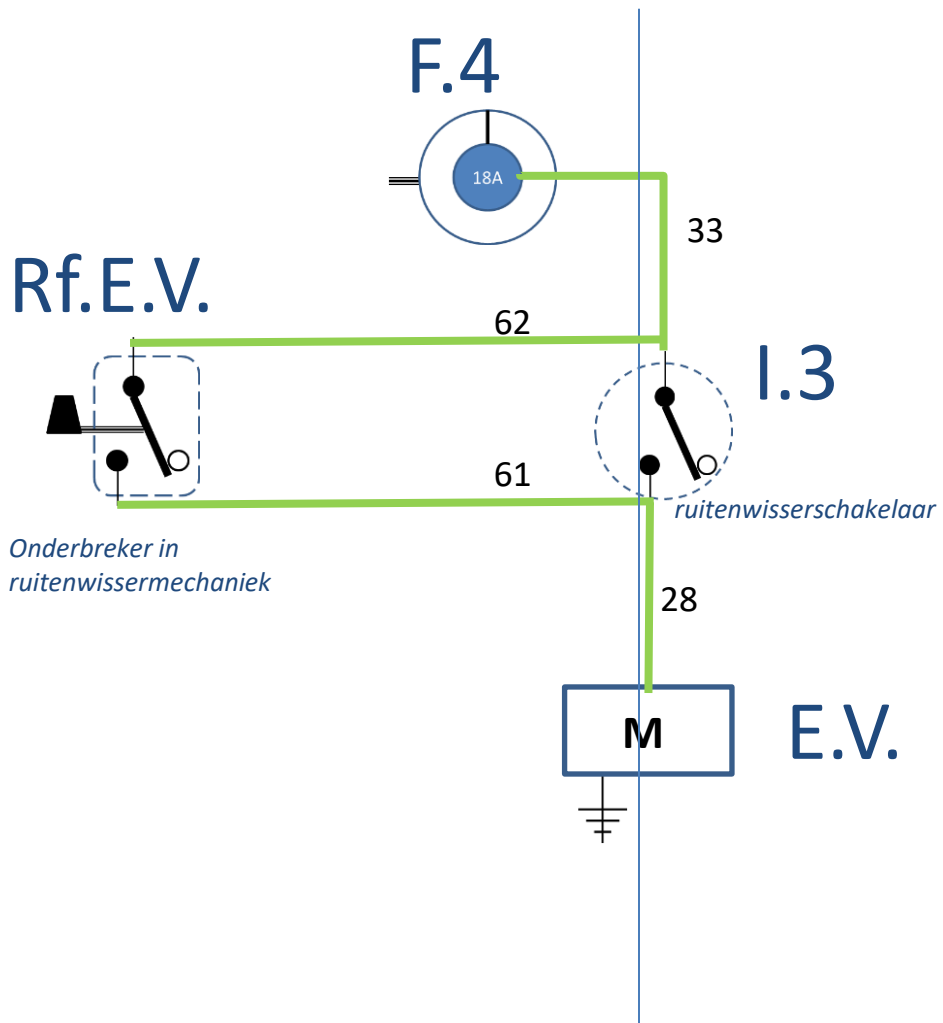 F.4
18A
33
Rf.E.V.
62
I.3
61
ruitenwisserschakelaar
Onderbreker in
ruitenwissermechaniek
28
M
E.V.